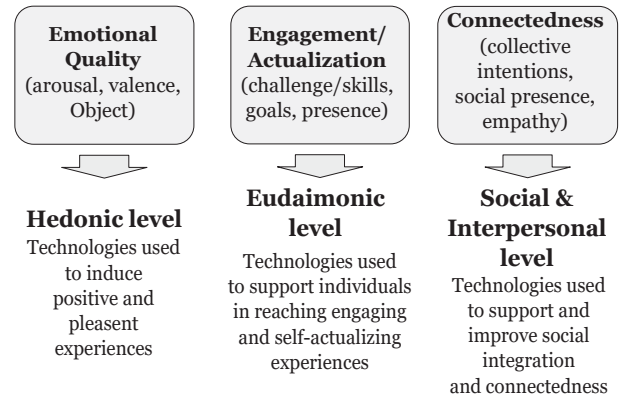 Emotional
Quality
(arousal, valence,
Object)
Engagement/
Actualization
(challenge/skills,
goals, presence)
Connectedness
(collective
intentions,
social presence,
empathy)
Hedonic level
Technologies used
to induce
positive and
pleasent
experiences
Eudaimonic
level
Technologies used
to support individuals
in reaching engaging
and self-actualizing
experiences
Social &
Interpersonal
level
Technologies used
to support and
improve social
integration
and connectedness